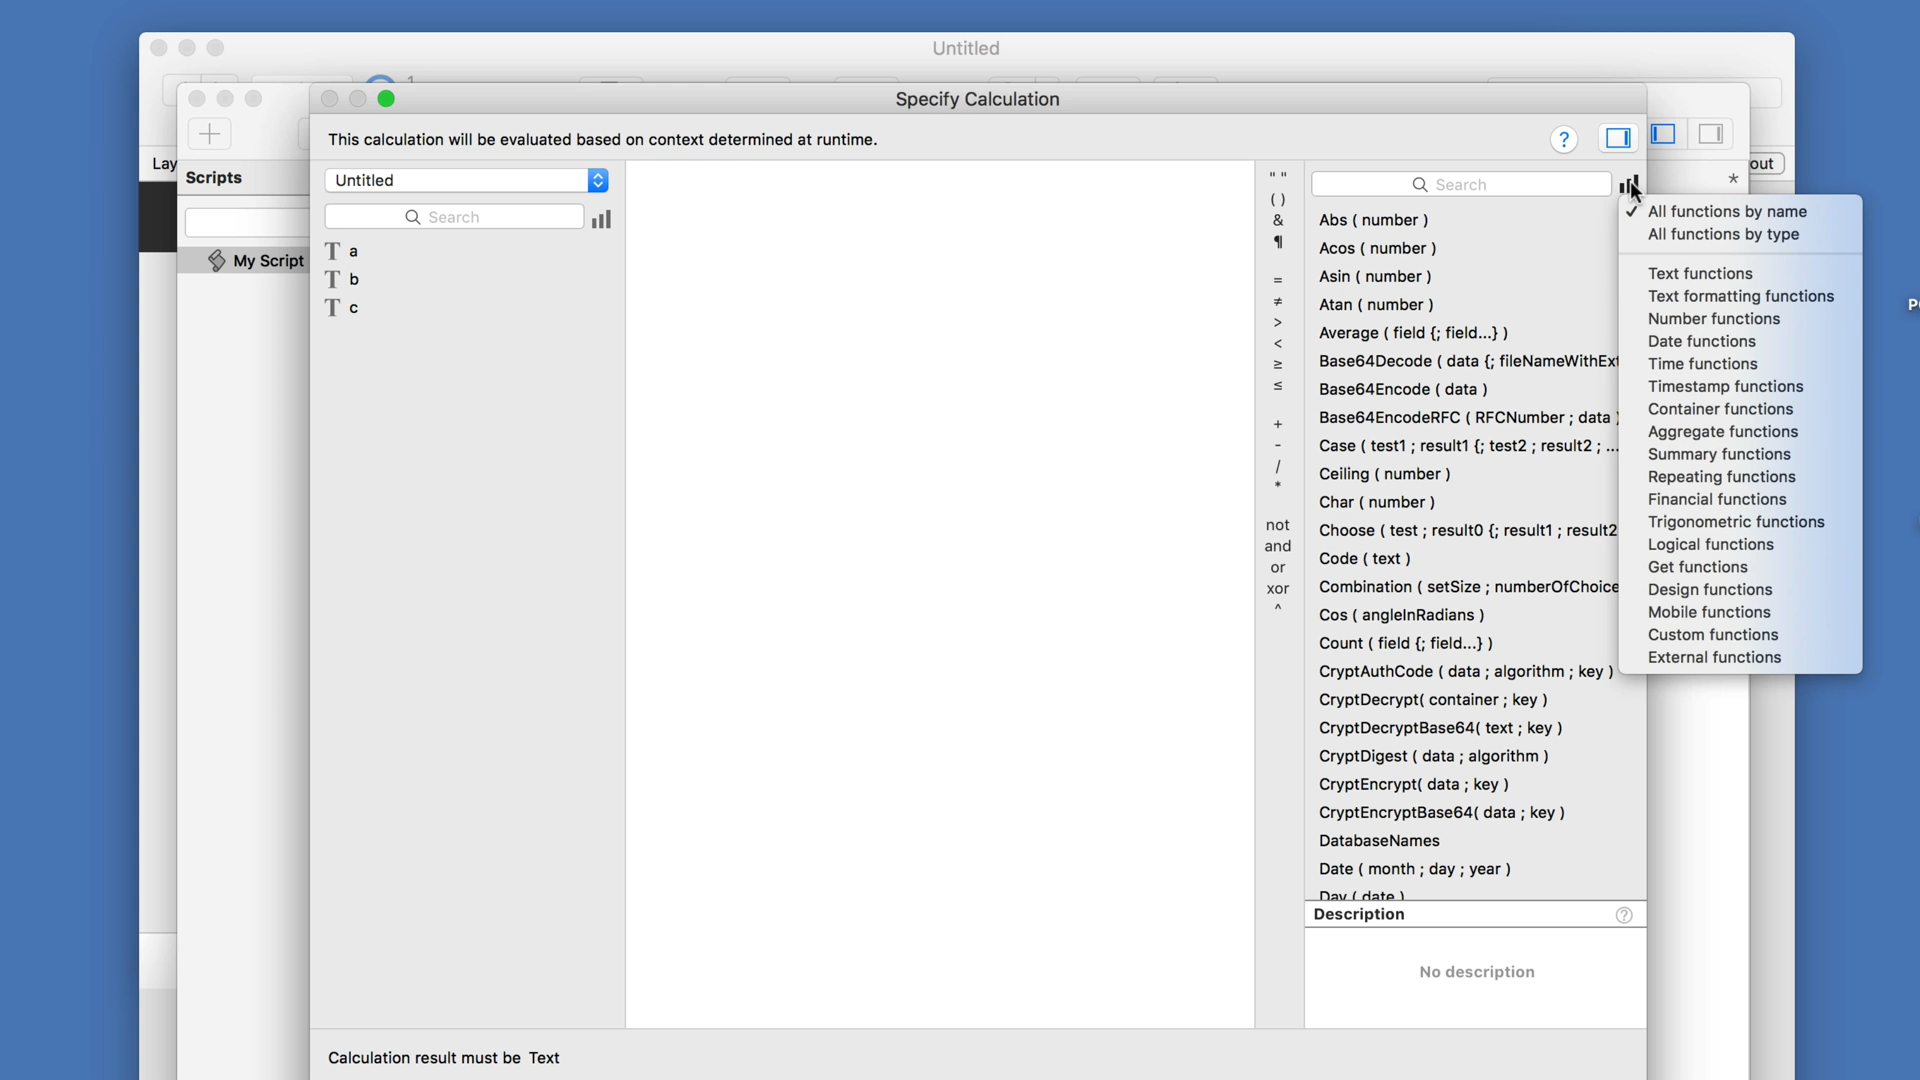 Untitled
1
Specify Calculation
This calculation will be evaluated based on context determined at runtime.
?
Lay
out
Scripts
Untitled
Search
Search
*
My Script
T a
T b
T c
" "
( )
&
¶
=
≠
>
<
≥
≤
+
-
/
*
not
and
or
xor
^
Abs ( number )
Acos ( number )
Asin ( number )
Atan ( number )
Average ( field {; field...} )
Base64Decode ( data {; fileNameWithExt
Base64Encode ( data )
Base64EncodeRFC ( RFCNumber ; data )
Case ( test1 ; result1 {; test2 ; result2 ; ...
Ceiling ( number )
Char ( number )
Choose ( test ; result0 {; result1 ; result2
Code ( text )
Combination ( setSize ; numberOfChoice
Cos ( angleInRadians )
Count ( field {; field...} )
CryptAuthCode ( data ; algorithm ; key )
CryptDecrypt( container ; key )
CryptDecryptBase64( text ; key )
CryptDigest ( data ; algorithm )
CryptEncrypt( data ; key )
CryptEncryptBase64( data ; key )
DatabaseNames
Date ( month ; day ; year )
Day ( date )
✓ All functions by name
All functions by type
Text functions
Text formatting functions
Number functions
Date functions
Time functions
Timestamp functions
Container functions
Aggregate functions
Summary functions
Repeating functions
Financial functions
Trigonometric functions
Logical functions
Get functions
Design functions
Mobile functions
Custom functions
External functions
Description
?
No description
Calculation result must be Text